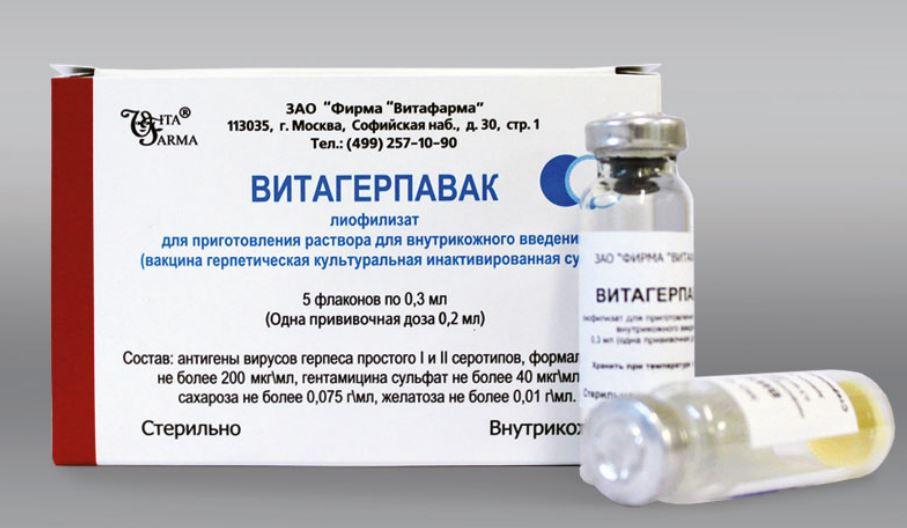 VITA®
FARMA
ЗАО "Фирма "Витафарма"
113035, г. Москва, Софийская наб., д. 30, стр. 1
Тел.: (499) 257-10-90
ВИТАГЕРПАВАК
лиофилизат
для приготовления раствора для внутрикожного введени
(вакцина герпетическая культуральная инактивированная су
5 флаконов по 0,3 мл
(Одна прививочная доза 0,2 мл)
Состав: антигены вирусов герпеса простого I и II серотипов, формал
не более 200 мкг\мл, гентамицина сульфат не более 40 мкг\мл
сахароза не более 0,075 г\мл, желатоза не более 0,01 г\мл.
Стерильно
Внутрикож
ЗАО "ФИРМА "ВИТА
ВИТАГЕРПА
лиофилизат для приготовления
внутрикожного введе
0,3 мл (одна прививочная
Хранить при температуре
Стерильно